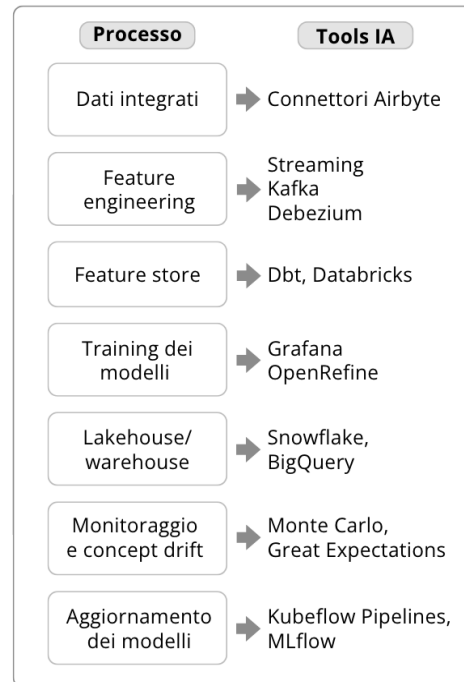 Processo
Tools IA
Dati integrati
Connettori Airbyte
Feature
engineering
Streaming
Kafka
Debezium
Feature store
Dbt, Databricks
Training dei
modelli
Grafana
OpenRefine
Lakehouse/
warehouse
Snowflake,
BigQuery
Monitoraggio
e concept drift
Monte Carlo,
Great Expectations
Aggiornamento
dei modelli
Kubeflow Pipelines,
MLflow